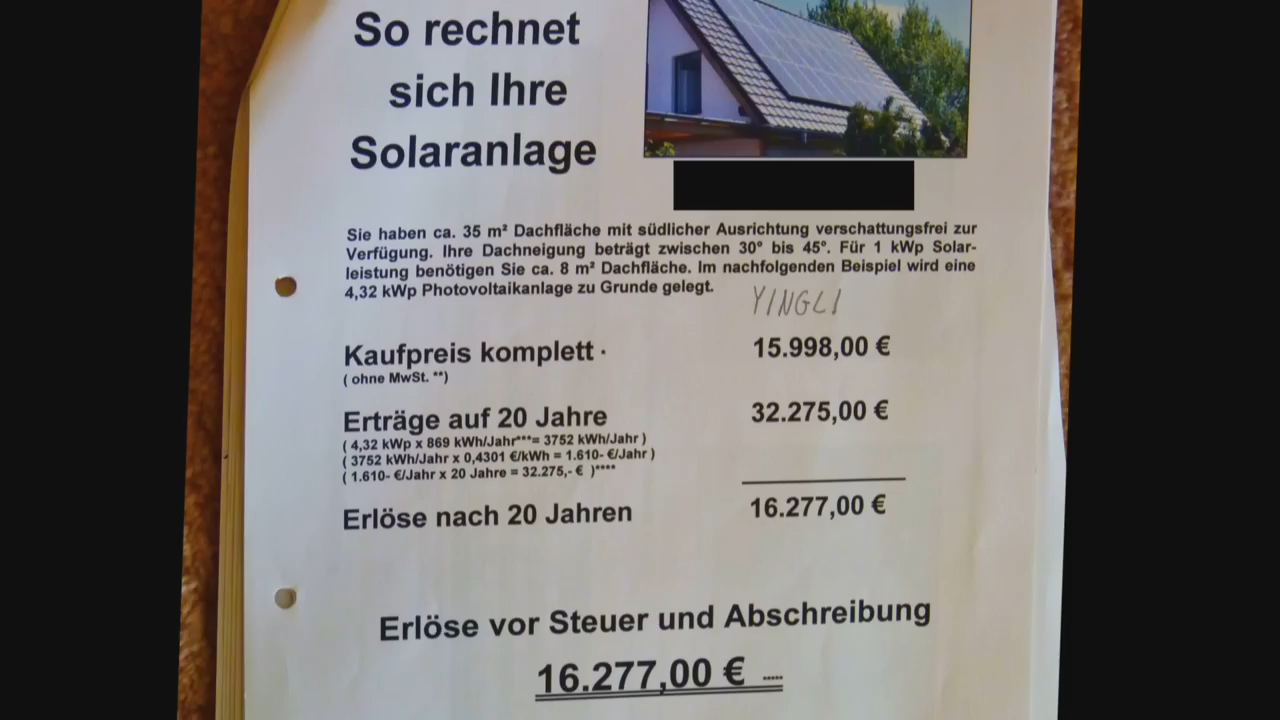 So rechnet
sich Ihre
Solaranlage
Sie haben ca. 35 m² Dachfläche mit südlicher Ausrichtung verschattungsfrei zur
Verfügung. Ihre Dachneigung beträgt zwischen 30° bis 45°. Für 1 kWp Solar-
leistung benötigen Sie ca. 8 m² Dachfläche. Im nachfolgenden Beispiel wird eine
4,32 kWp Photovoltaikanlage zu Grunde gelegt.
YINGLI
Kaufpreis komplett · 15.998,00 €
( ohne MwSt. **)
Erträge auf 20 Jahre 32.275,00 €
( 4,32 kWp x 869 kWh/Jahr***= 3752 kWh/Jahr )
( 3752 kWh/Jahr x 0,4301 €/kWh = 1.610- €/Jahr )
( 1.610- €/Jahr x 20 Jahre = 32.275,- € )****
Erlöse nach 20 Jahren 16.277,00 €
Erlöse vor Steuer und Abschreibung
16.277,00 € *****